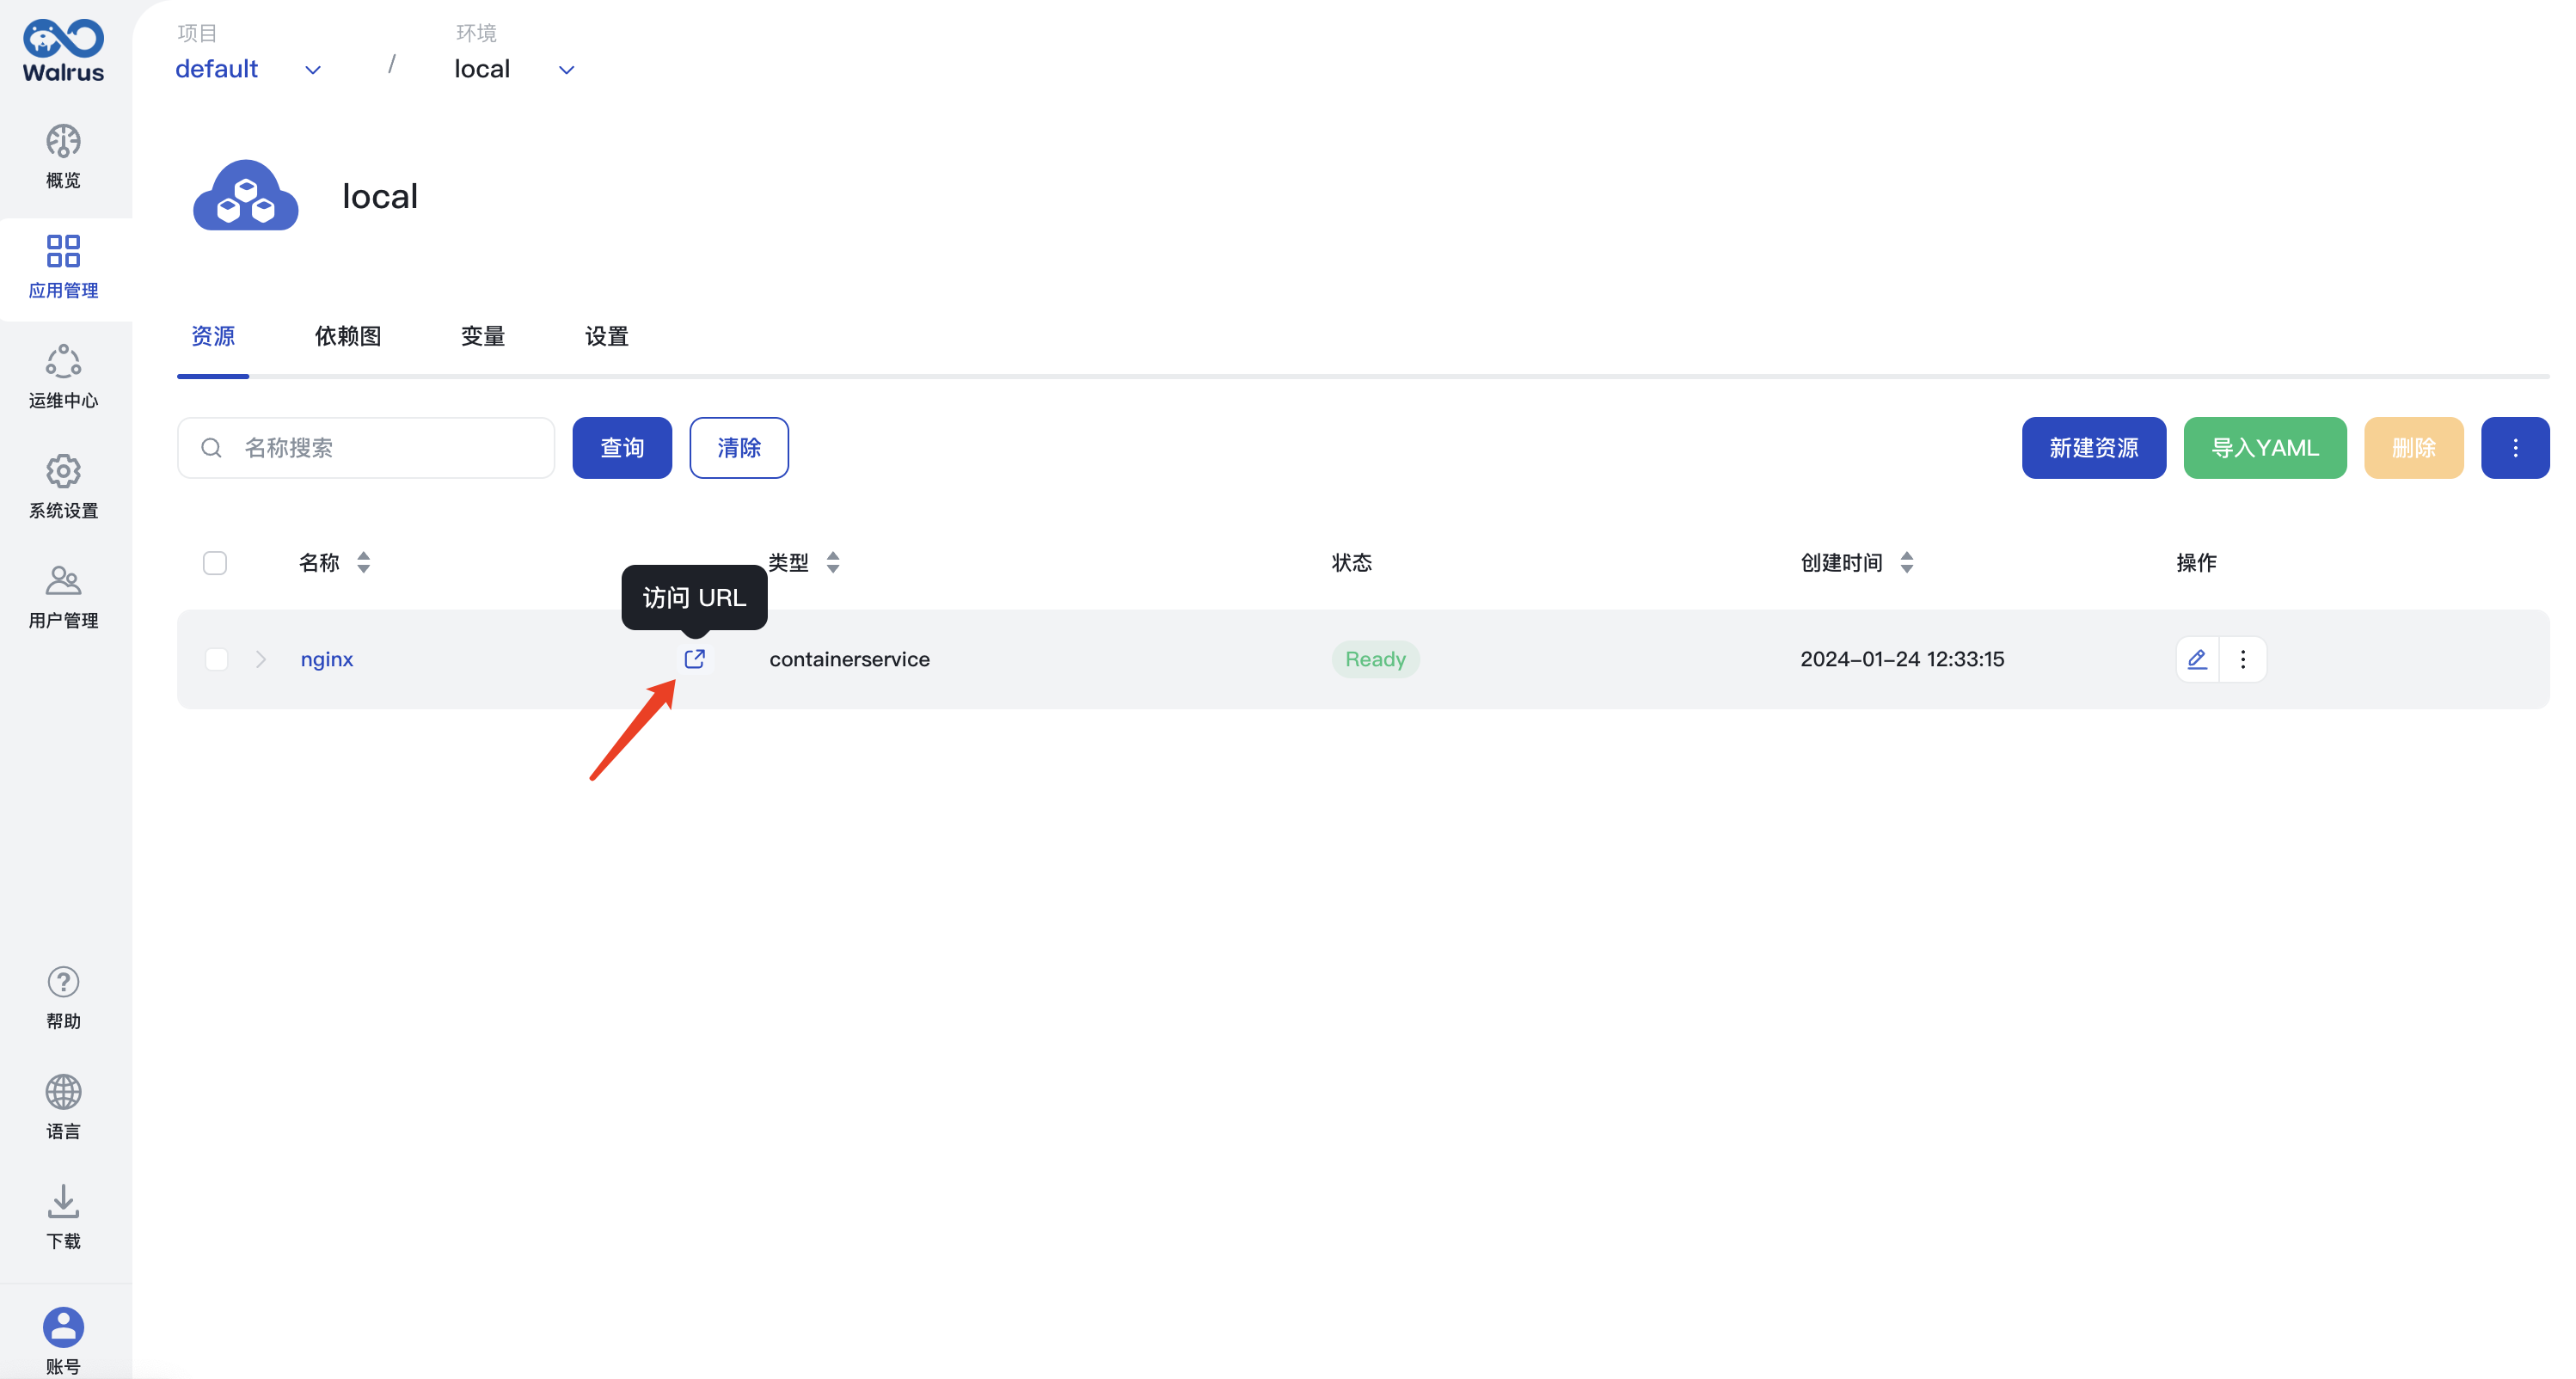 Walrus
概览
应用管理
运维中心
系统设置
用户管理
帮助
语言
下载
账号
项目
default
/
环境
local
local
资源 依赖图 变量 设置
名称搜索 查询 清除 新建资源 导入YAML 删除
名称 类型 状态 创建时间 操作
访问 URL
nginx containerservice Ready 2024-01-24 12:33:15